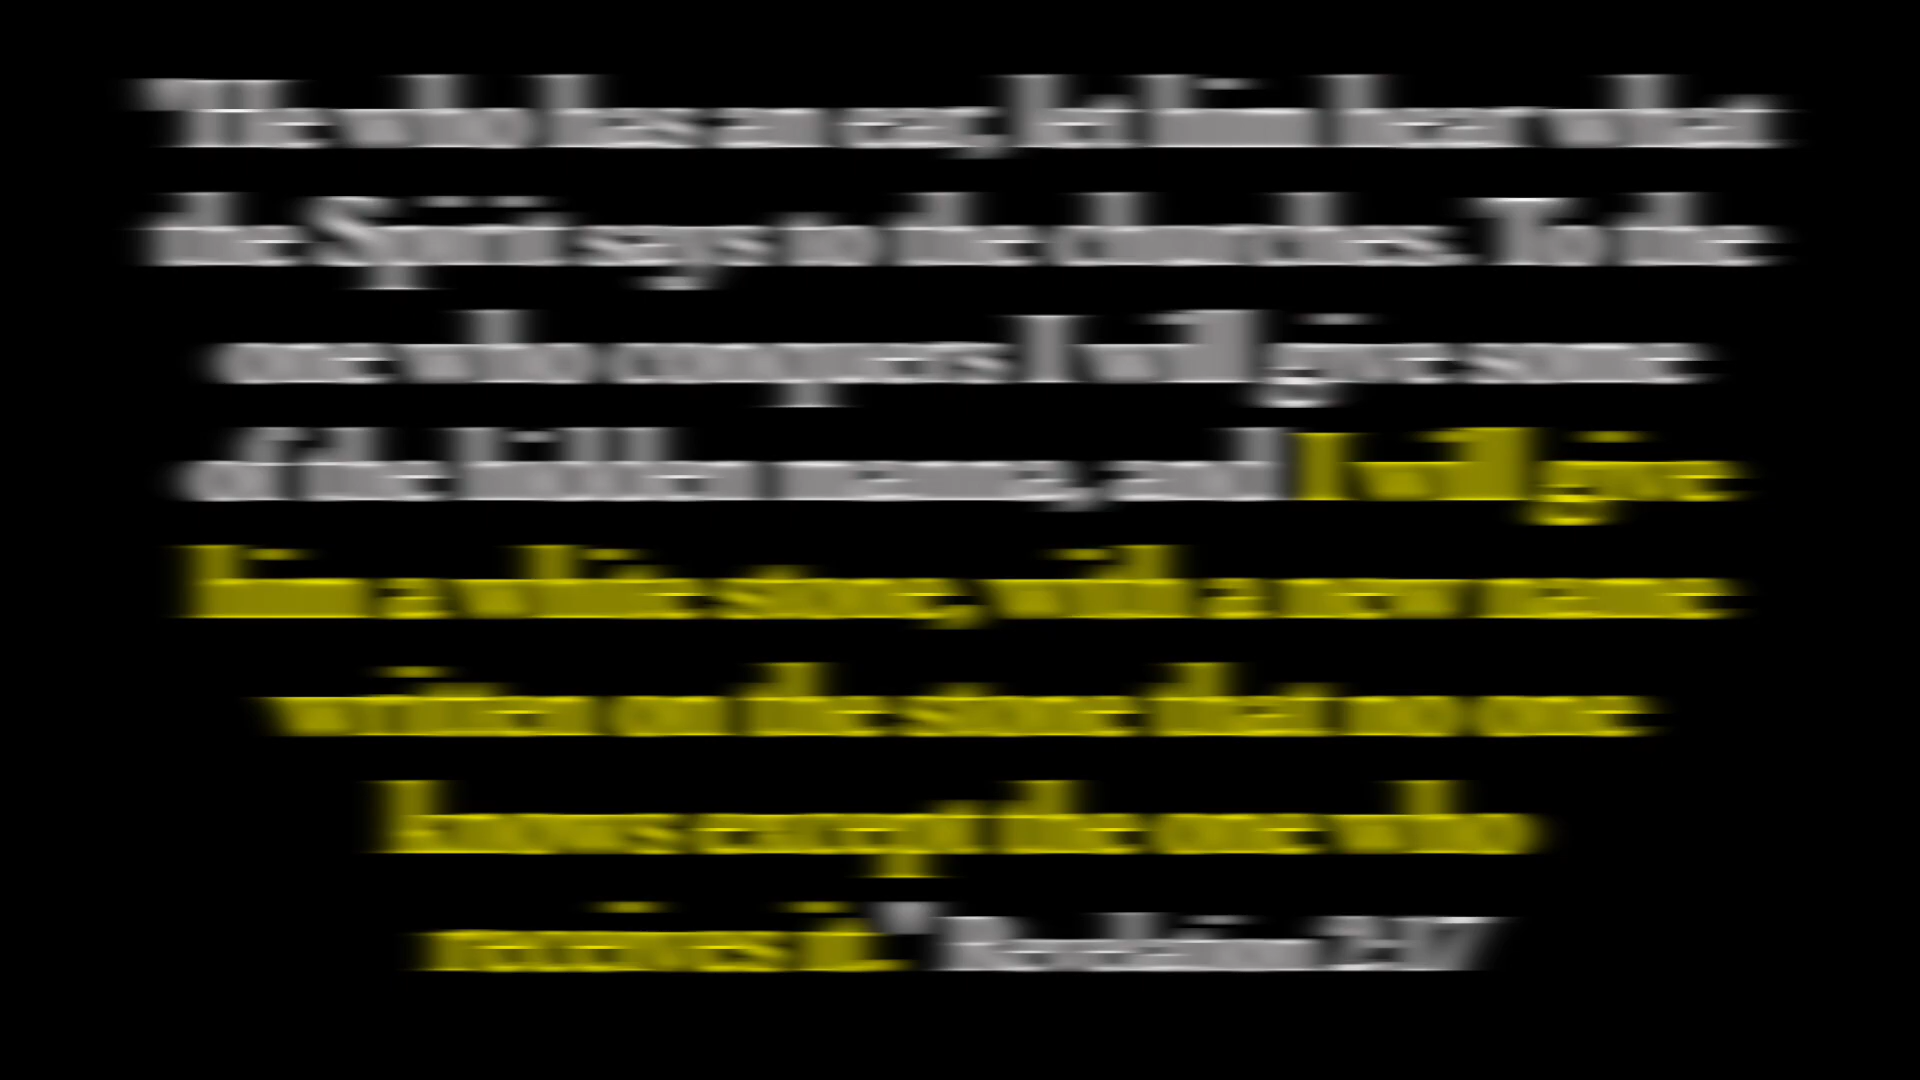 "The who has an ear, let him hear what
the Spirit says to the churches. To the
one who conquers I will give some
of the hidden manna, and I will give
him a white stone, with a new name
written on the stone that no one
knows except the one who
receives it.' Revelation 2:17